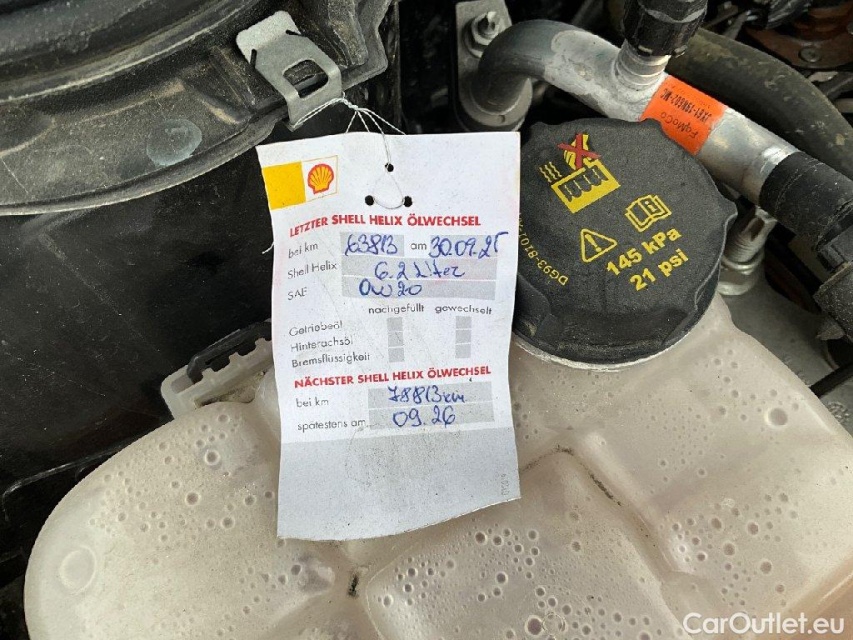 LETZTER SHELL HELIX ÖLWECHSEL
bei km 63813 am 30.09.25
Shell Helix 6.2 Liter
SAE 0W20
nachgefüllt gewechselt
Getriebeöl
Hinterachsöl
Bremsflüssigkeit
NÄCHSTER SHELL HELIX ÖLWECHSEL
bei km 78813km
spätestens am 09.26
FoMoCo
145 kPa
21 psi
CarOutlet.eu